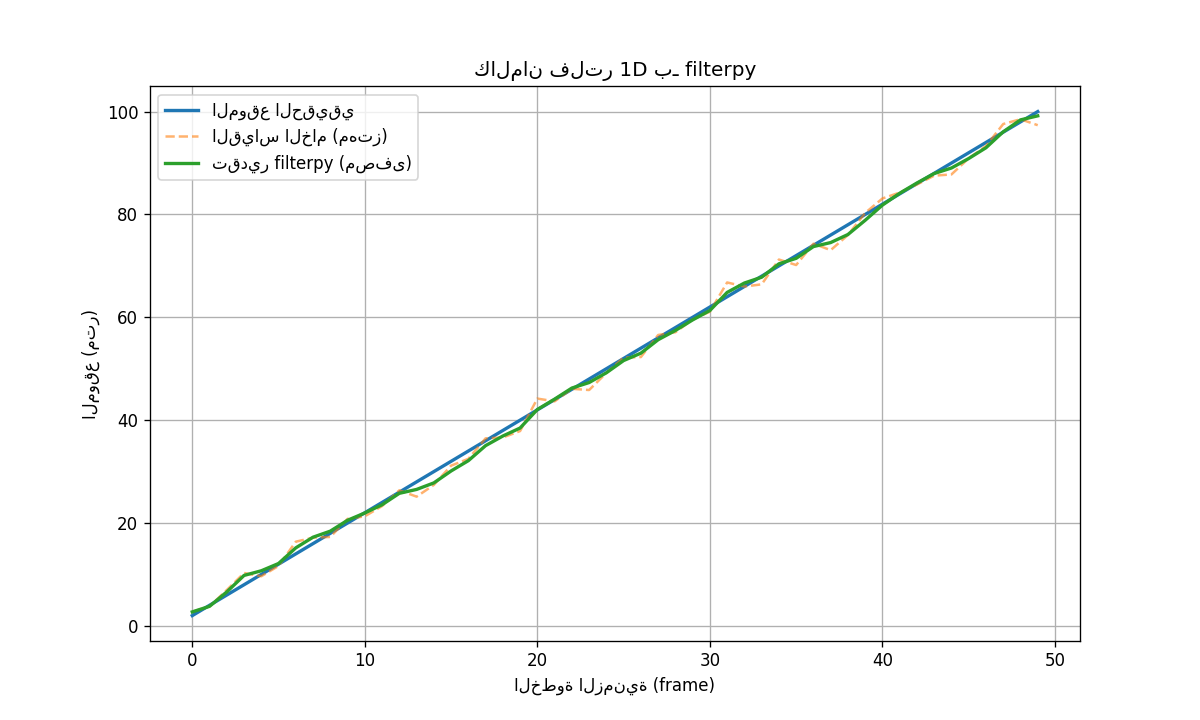 كالمان فلتر 1D بـ filterpy
الموقع الحقيقي
القياس الخام (مهتز)
تقدير filterpy (مصفى)
الموقع (متر)
100
80
60
40
20
0
0 10 20 30 40 50
الخطوة الزمنية (frame)